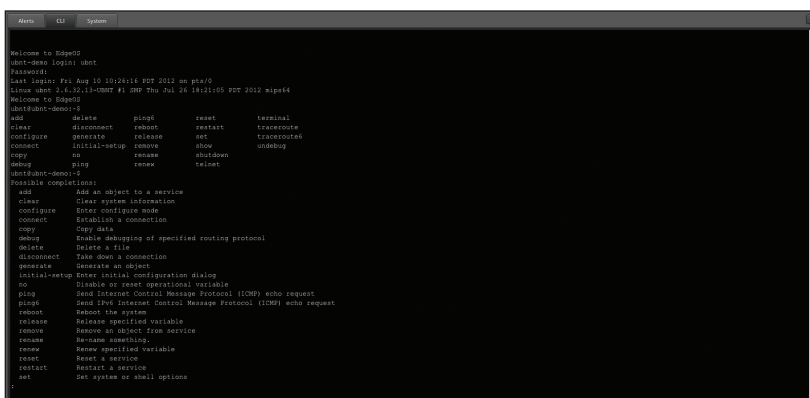 Alerts CLI System
Welcome to EdgeOS
ubnt-demo login: ubnt
Password:
Last login: Fri Aug 10 10:26:16 PDT 2012 on pts/0
Linux ubnt 2.6.32.13-UBNT #1 SMP Thu Jul 26 18:21:05 PDT 2012 mips64
Welcome to EdgeOS
ubnt@ubnt-demo:~$
add delete ping6 reset terminal
clear disconnect reboot restart traceroute
configure generate release set traceroute6
connect initial-setup remove show undebug
copy no rename shutdown
debug ping renew telnet
ubnt@ubnt-demo:~$
Possible completions:
add Add an object to a service
clear Clear system information
configure Enter configure mode
connect Establish a connection
copy Copy data
debug Enable debugging of specified routing protocol
delete Delete a file
disconnect Take down a connection
generate Generate an object
initial-setup Enter initial configuration dialog
no Disable or reset operational variable
ping Send Internet Control Message Protocol (ICMP) echo request
ping6 Send IPv6 Internet Control Message Protocol (ICMP) echo request
reboot Reboot the system
release Release specified variable
remove Remove an object from service
rename Re-name something.
renew Renew specified variable
reset Reset a service
restart Restart a service
set Set system or shell options
: